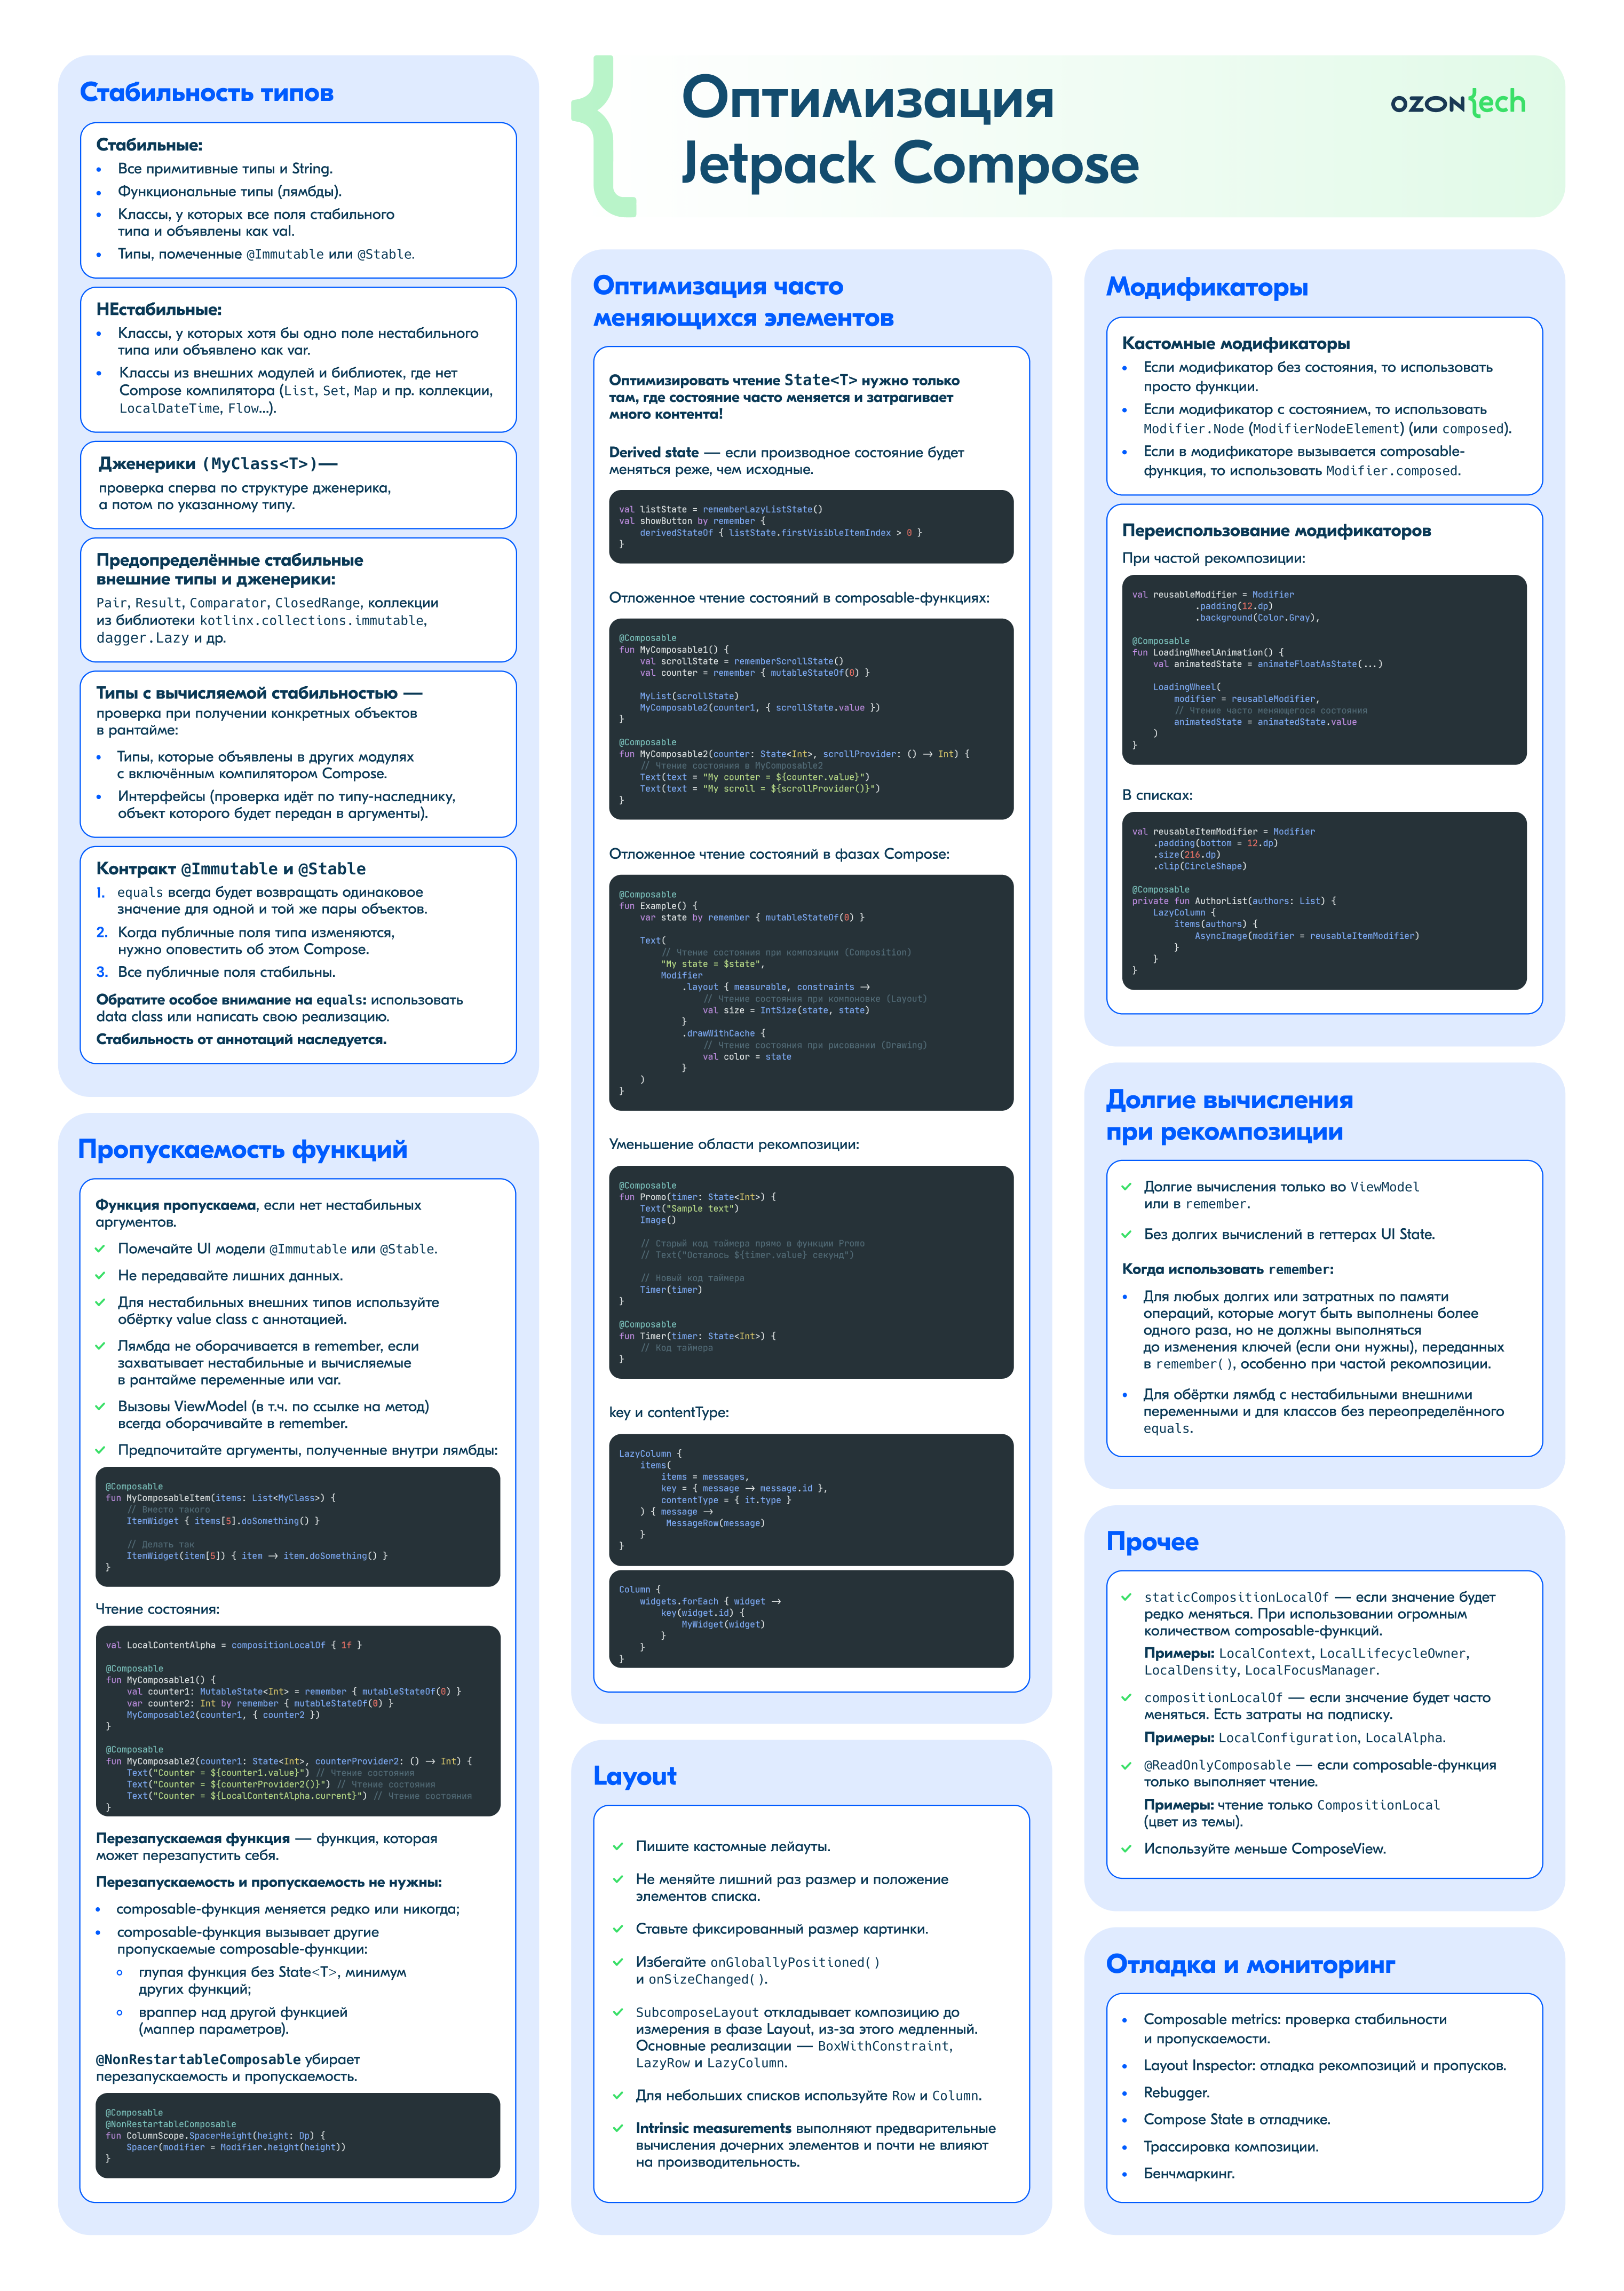 Стабильность типов
Стабильные:
• Все примитивные типы и String.
• Функциональные типы (лямбды).
• Классы, у которых все поля стабильного
типа и объявлены как val.
• Типы, помеченные @Immutable или @Stable.
НЕстабильные:
• Классы, у которых хотя бы одно поле нестабильного
типа или объявлено как var.
• Классы из внешних модулей и библиотек, где нет
Compose компилятора (List, Set, Map и пр. коллекции,
LocalDateTime, Flow…).
Дженерики (MyClass<T>)—
проверка сперва по структуре дженерика,
а потом по указанному типу.
Предопределённые стабильные
внешние типы и дженерики:
Pair, Result, Comparator, ClosedRange, коллекции
из библиотеки kotlinx.collections.immutable,
dagger.Lazy и др.
Типы с вычисляемой стабильностью —
проверка при получении конкретных объектов
в рантайме:
• Типы, которые объявлены в других модулях
с включённым компилятором Compose.
• Интерфейсы (проверка идёт по типу-наследнику,
объект которого будет передан в аргументы).
Контракт @Immutable и @Stable
1. equals всегда будет возвращать одинаковое
значение для одной и той же пары объектов.
2. Когда публичные поля типа изменяются,
нужно оповестить об этом Compose.
3. Все публичные поля стабильны.
Обратите особое внимание на equals: использовать
data class или написать свою реализацию.
Стабильность от аннотаций наследуется.
Пропускаемость функций
Функция пропускаема, если нет нестабильных
аргументов.
Помечайте UI модели @Immutable или @Stable.
Не передавайте лишних данных.
Для нестабильных внешних типов используйте
обёртку value class с аннотацией.
Лямбда не оборачивается в remember, если
захватывает нестабильные и вычисляемые
в рантайме переменные или var.
Вызовы ViewModel (в т.ч. по ссылке на метод)
всегда оборачивайте в remember.
Предпочитайте аргументы, полученные внутри лямбды:
@Composable
fun MyComposableItem(items: List<MyClass>) {
// Вместо такого
ItemWidget { items[5].doSomething() }
// Делать так
ItemWidget(item[5]) { item -> item.doSomething() }
}
Чтение состояния:
val LocalContentAlpha = compositionLocalOf { 1f }
@Composable
fun MyComposable1() {
val counter1: MutableState<Int> = remember { mutableStateOf(0) }
var counter2: Int by remember { mutableStateOf(0) }
MyComposable2(counter1, { counter2 })
}
@Composable
fun MyComposable2(counter1: State<Int>, counterProvider2: () -> Int) {
Text("Counter = ${counter1.value}") // Чтение состояния
Text("Counter = ${counterProvider2()}") // Чтение состояния
Text("Counter = ${LocalContentAlpha.current}") // Чтение состояния
}
Перезапускаемая функция — функция, которая
может перезапустить себя.
Перезапускаемость и пропускаемость не нужны:
• composable-функция меняется редко или никогда;
• composable-функция вызывает другие
пропускаемые composable-функции:
глупая функция без State<T>, минимум
других функций;
враппер над другой функцией
(маппер параметров).
@NonRestartableComposable убирает
перезапускаемость и пропускаемость.
@Composable
@NonRestartableComposable
fun ColumnScope.SpacerHeight(height: Dp) {
Spacer(modifier = Modifier.height(height))
}
Оптимизация
Jetpack Compose
OZON{ech
Оптимизация часто
меняющихся элементов
Оптимизировать чтение State<T> нужно только
там, где состояние часто меняется и затрагивает
много контента!
Derived state — если производное состояние будет
меняться реже, чем исходные.
val listState = rememberLazyListState()
val showButton by remember {
derivedStateOf { listState.firstVisibleItemIndex > 0 }
}
Отложенное чтение состояний в composable-функциях:
@Composable
fun MyComposable1() {
val scrollState = rememberScrollState()
val counter = remember { mutableStateOf(0) }
MyList(scrollState)
MyComposable2(counter1, { scrollState.value })
}
@Composable
fun MyComposable2(counter: State<Int>, scrollProvider: () -> Int) {
// Чтение состояния в MyComposable2
Text(text = "My counter = ${counter.value}")
Text(text = "My scroll = ${scrollProvider()}")
}
Отложенное чтение состояний в фазах Compose:
@Composable
fun Example() {
var state by remember { mutableStateOf(0) }
Text(
// Чтение состояния при композиции (Composition)
"My state = $state",
Modifier
.layout { measurable, constraints ->
// Чтение состояния при компоновке (Layout)
val size = IntSize(state, state)
}
.drawWithCache {
// Чтение состояния при рисовании (Drawing)
val color = state
}
)
}
Уменьшение области рекомпозиции:
@Composable
fun Promo(timer: State<Int>) {
Text("Sample text")
Image()
// Старый код таймера прямо в функции Promo
// Text("Осталось ${timer.value} секунд")
// Новый код таймера
Timer(timer)
}
@Composable
fun Timer(timer: State<Int>) {
// Код таймера
}
key и contentType:
LazyColumn {
items(
items = messages,
key = { message -> message.id },
contentType = { it.type }
) { message ->
MessageRow(message)
}
}
Column {
widgets.forEach { widget ->
key(widget.id) {
MyWidget(widget)
}
}
}
Layout
Пишите кастомные лейауты.
Не меняйте лишний раз размер и положение
элементов списка.
Ставьте фиксированный размер картинки.
Избегайте onGloballyPositioned()
и onSizeChanged().
SubcomposeLayout откладывает композицию до
измерения в фазе Layout, из-за этого медленный.
Основные реализации — BoxWithConstraint,
LazyRow и LazyColumn.
Для небольших списков используйте Row и Column.
Intrinsic measurements выполняют предварительные
вычисления дочерних элементов и почти не влияют
на производительность.
Модификаторы
Кастомные модификаторы
• Если модификатор без состояния, то использовать
просто функции.
• Если модификатор с состоянием, то использовать
Modifier.Node (ModifierNodeElement) (или composed).
• Если в модификаторе вызывается composable-
функция, то использовать Modifier.composed.
Переиспользование модификаторов
При частой рекомпозиции:
val reusableModifier = Modifier
.padding(12.dp)
.background(Color.Gray),
@Composable
fun LoadingWheelAnimation() {
val animatedState = animateFloatAsState(...)
LoadingWheel(
modifier = reusableModifier,
// Чтение часто меняющегося состояния
animatedState = animatedState.value
)
}
В списках:
val reusableItemModifier = Modifier
.padding(bottom = 12.dp)
.size(216.dp)
.clip(CircleShape)
@Composable
private fun AuthorList(authors: List) {
LazyColumn {
items(authors) {
AsyncImage(modifier = reusableItemModifier)
}
}
}
Долгие вычисления
при рекомпозиции
Долгие вычисления только во ViewModel
или в remember.
Без долгих вычислений в геттерах UI State.
Когда использовать remember:
• Для любых долгих или затратных по памяти
операций, которые могут быть выполнены более
одного раза, но не должны выполняться
до изменения ключей (если они нужны), переданных
в remember(), особенно при частой рекомпозиции.
• Для обёртки лямбд с нестабильными внешними
переменными и для классов без переопределённого
equals.
Прочее
staticCompositionLocalOf — если значение будет
редко меняться. При использовании огромным
количеством composable-функций.
Примеры: LocalContext, LocalLifecycleOwner,
LocalDensity, LocalFocusManager.
compositionLocalOf — если значение будет часто
меняться. Есть затраты на подписку.
Примеры: LocalConfiguration, LocalAlpha.
@ReadOnlyComposable — если composable-функция
только выполняет чтение.
Примеры: чтение только CompositionLocal
(цвет из темы).
Используйте меньше ComposeView.
Отладка и мониторинг
• Composable metrics: проверка стабильности
и пропускаемости.
• Layout Inspector: отладка рекомпозиций и пропусков.
• Rebugger.
• Compose State в отладчике.
• Трассировка композиции.
• Бенчмаркинг.